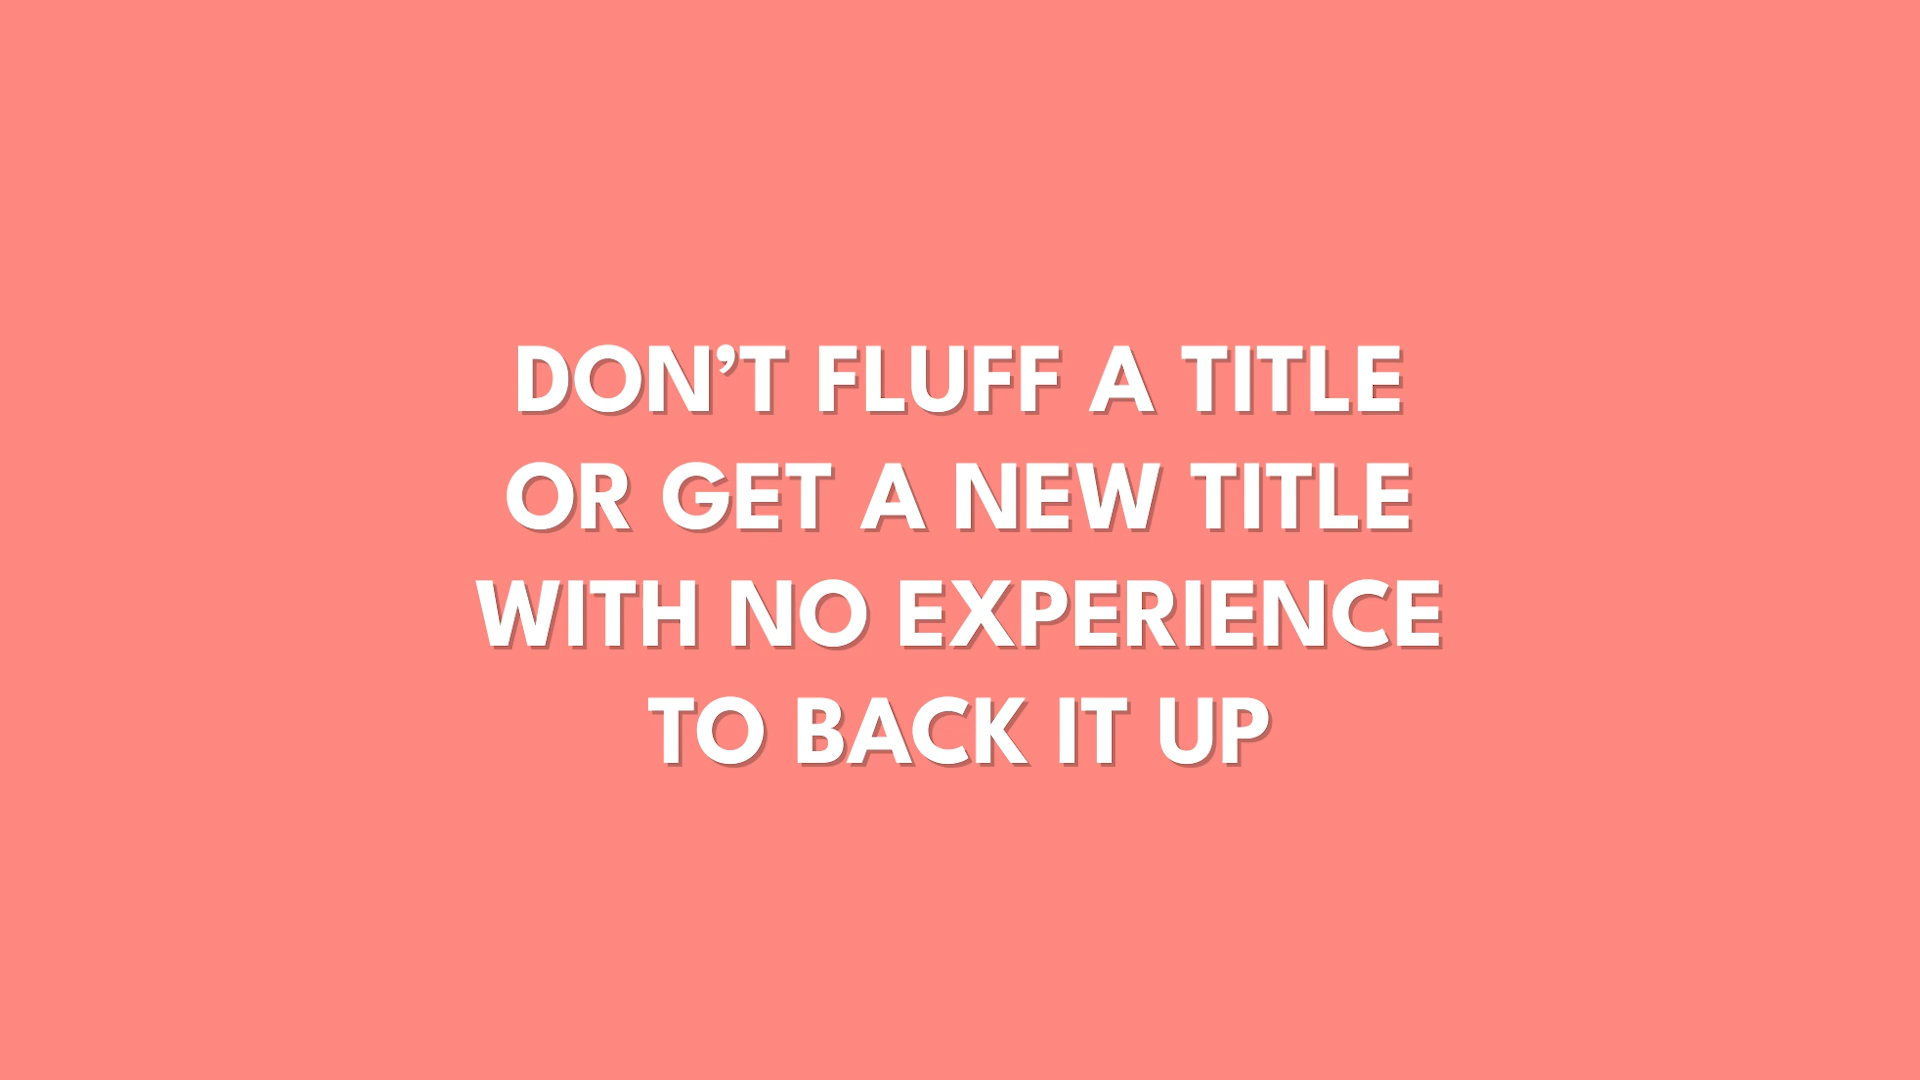 DON’T FLUFF A TITLE
OR GET A NEW TITLE
WITH NO EXPERIENCE
TO BACK IT UP